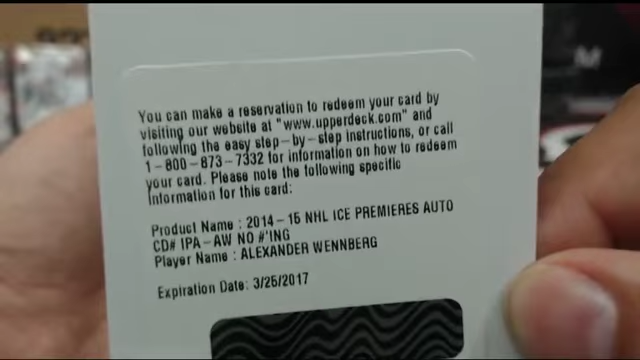 You can make a reservation to redeem your card by
visiting our website at "www.upperdeck.com" and
following the easy step-by-step instructions, or call
1-800-873-7332 for information on how to redeem
your card. Please note the following specific
Information for this card:
Product Name : 2014-15 NHL ICE PREMIERES AUTO
CD# IPA-AW NO #'ING
Player Name : ALEXANDER WENNBERG
Expiration Date: 3/25/2017
M